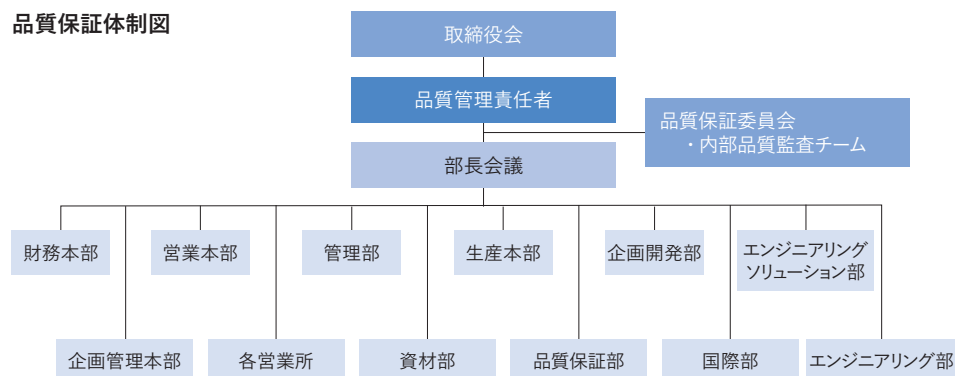 品質保証体制図
取締役会
品質管理責任者
品質保証委員会
・内部品質監査チーム
部長会議
財務本部
営業本部
管理部
生産本部
企画開発部
エンジニアリング
ソリューション部
企画管理本部
各営業所
資材部
品質保証部
国際部
エンジニアリング部